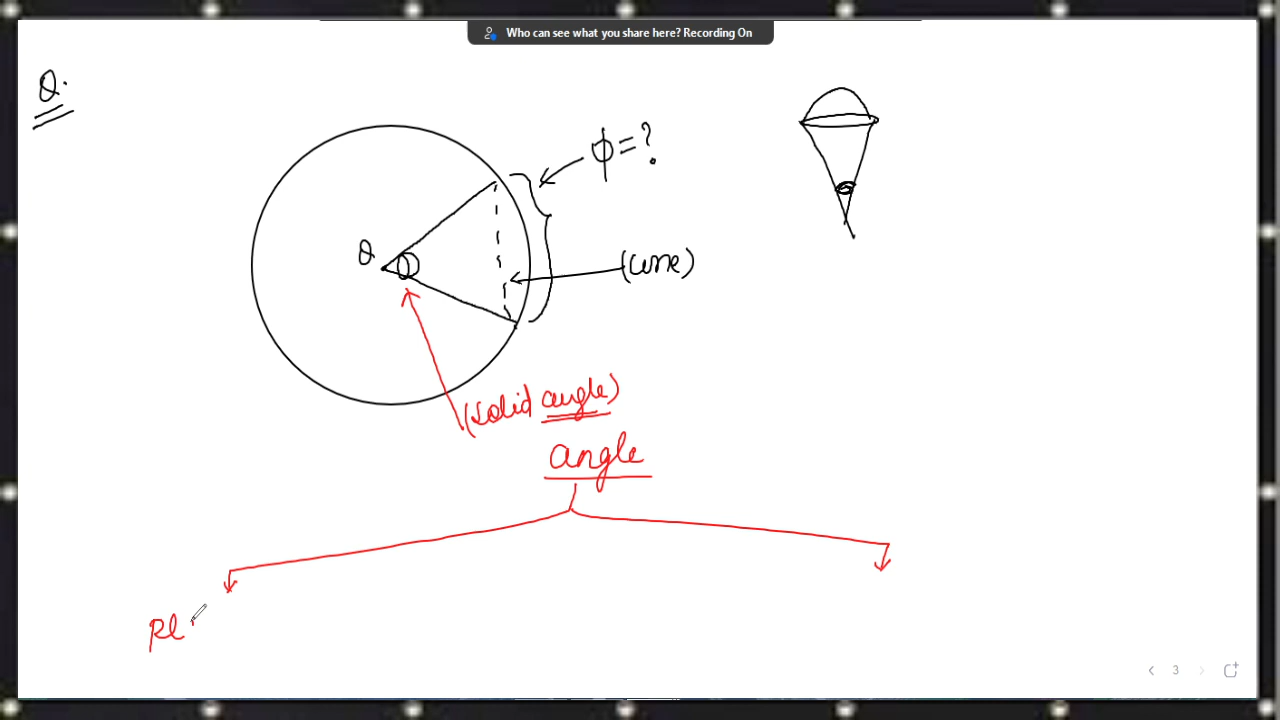 Who can see what you share here? Recording On
Q.
ϕ = ?
Q
(cone)
(solid angle)
angle
Pl
3